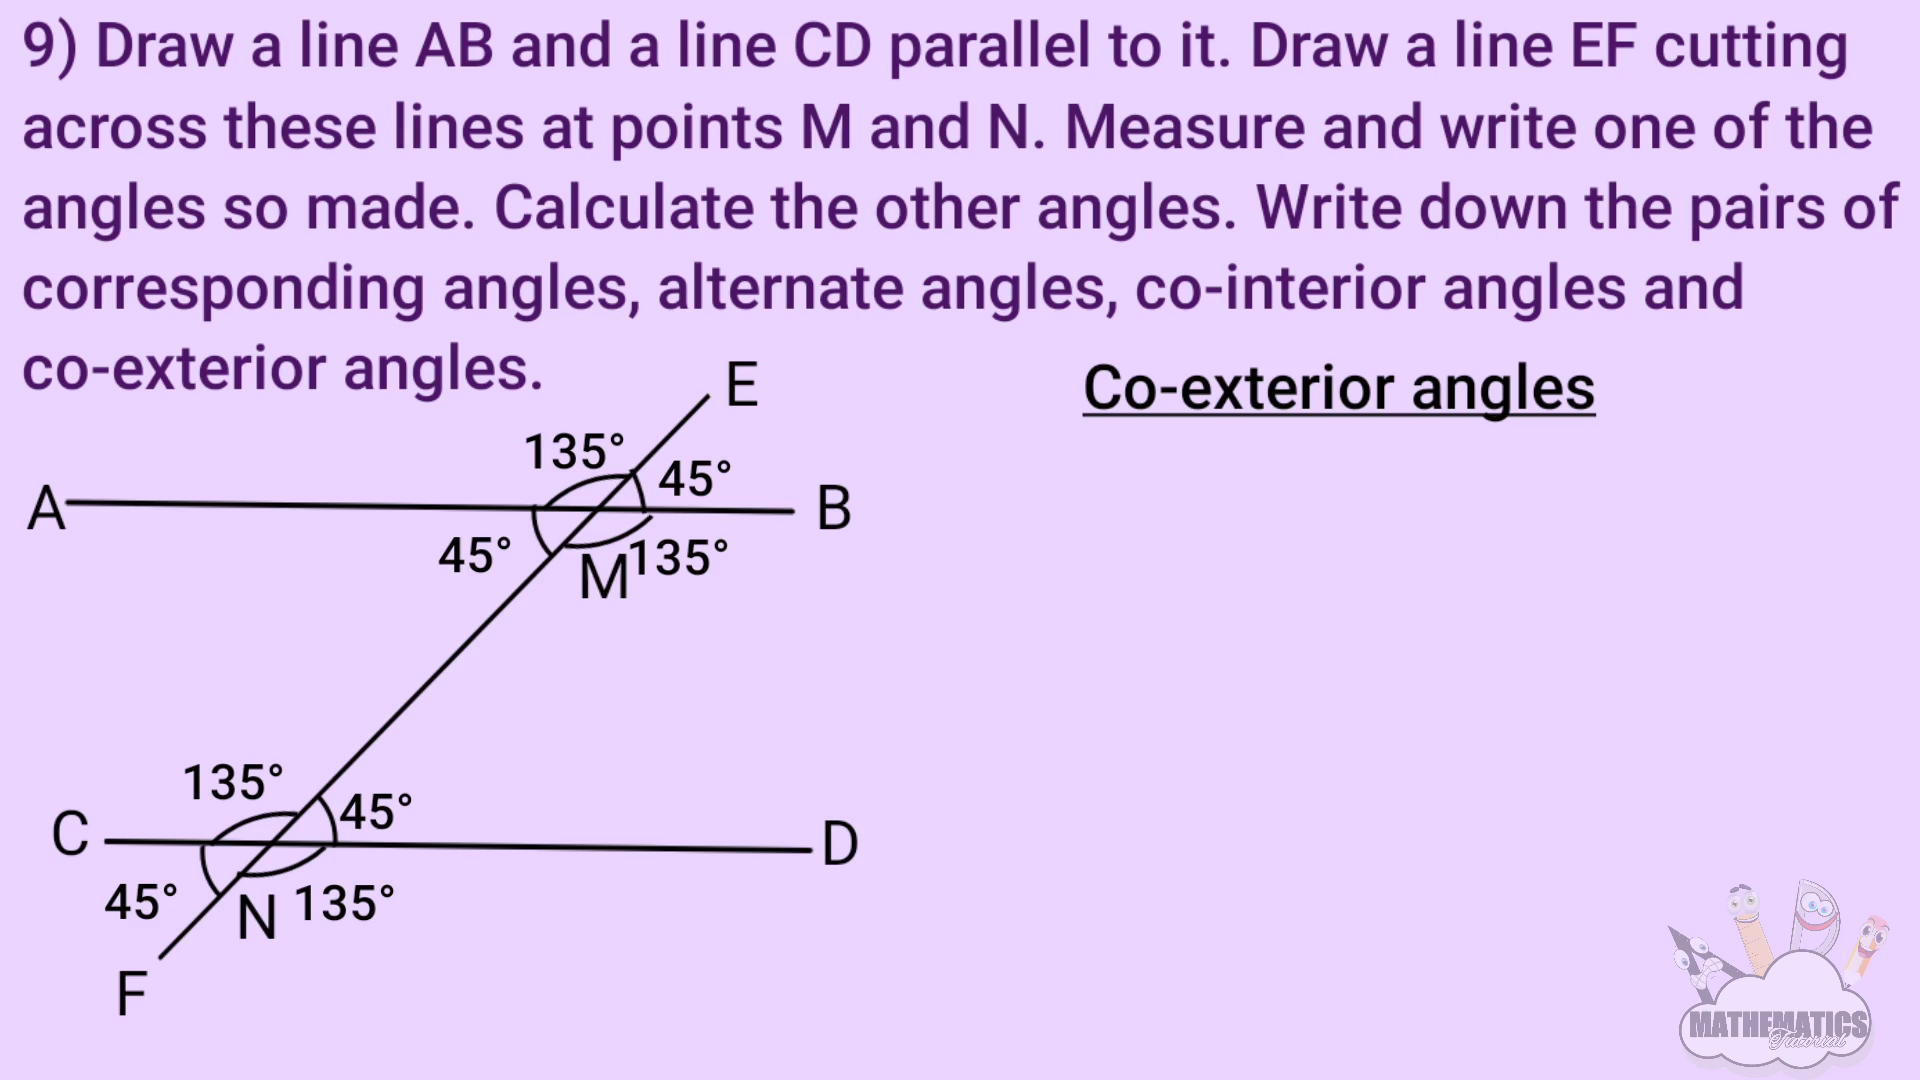 9) Draw a line AB and a line CD parallel to it. Draw a line EF cutting
across these lines at points M and N. Measure and write one of the
angles so made. Calculate the other angles. Write down the pairs of
corresponding angles, alternate angles, co-interior angles and
co-exterior angles.
Co-exterior angles
E
135°
45°
A
B
45°
M
135°
135°
45°
C
D
45°
N
135°
F
MATHEMATICS
Tutorial